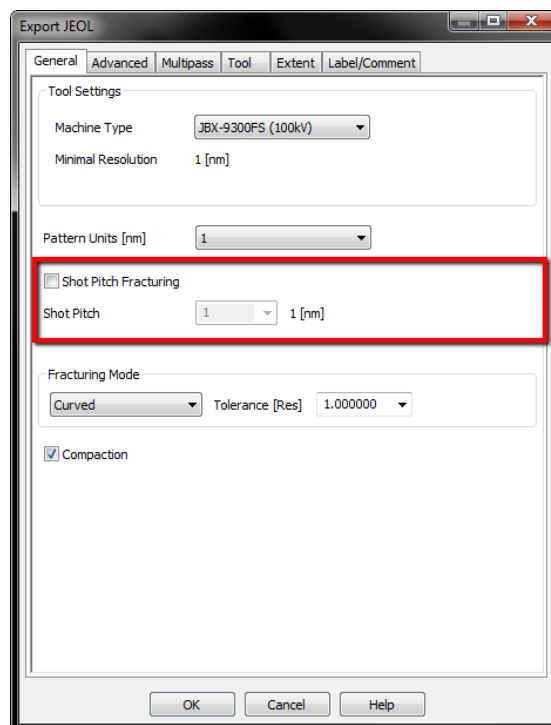 Export JEOL
General Advanced Multipass Tool Extent Label/Comment
Tool Settings
Machine Type JBX-9300FS (100kV)
Minimal Resolution 1 [nm]
Pattern Units [nm] 1
Shot Pitch Fracturing
Shot Pitch 1 1 [nm]
Fracturing Mode
Curved Tolerance [Res] 1.000000
Compaction
OK Cancel Help